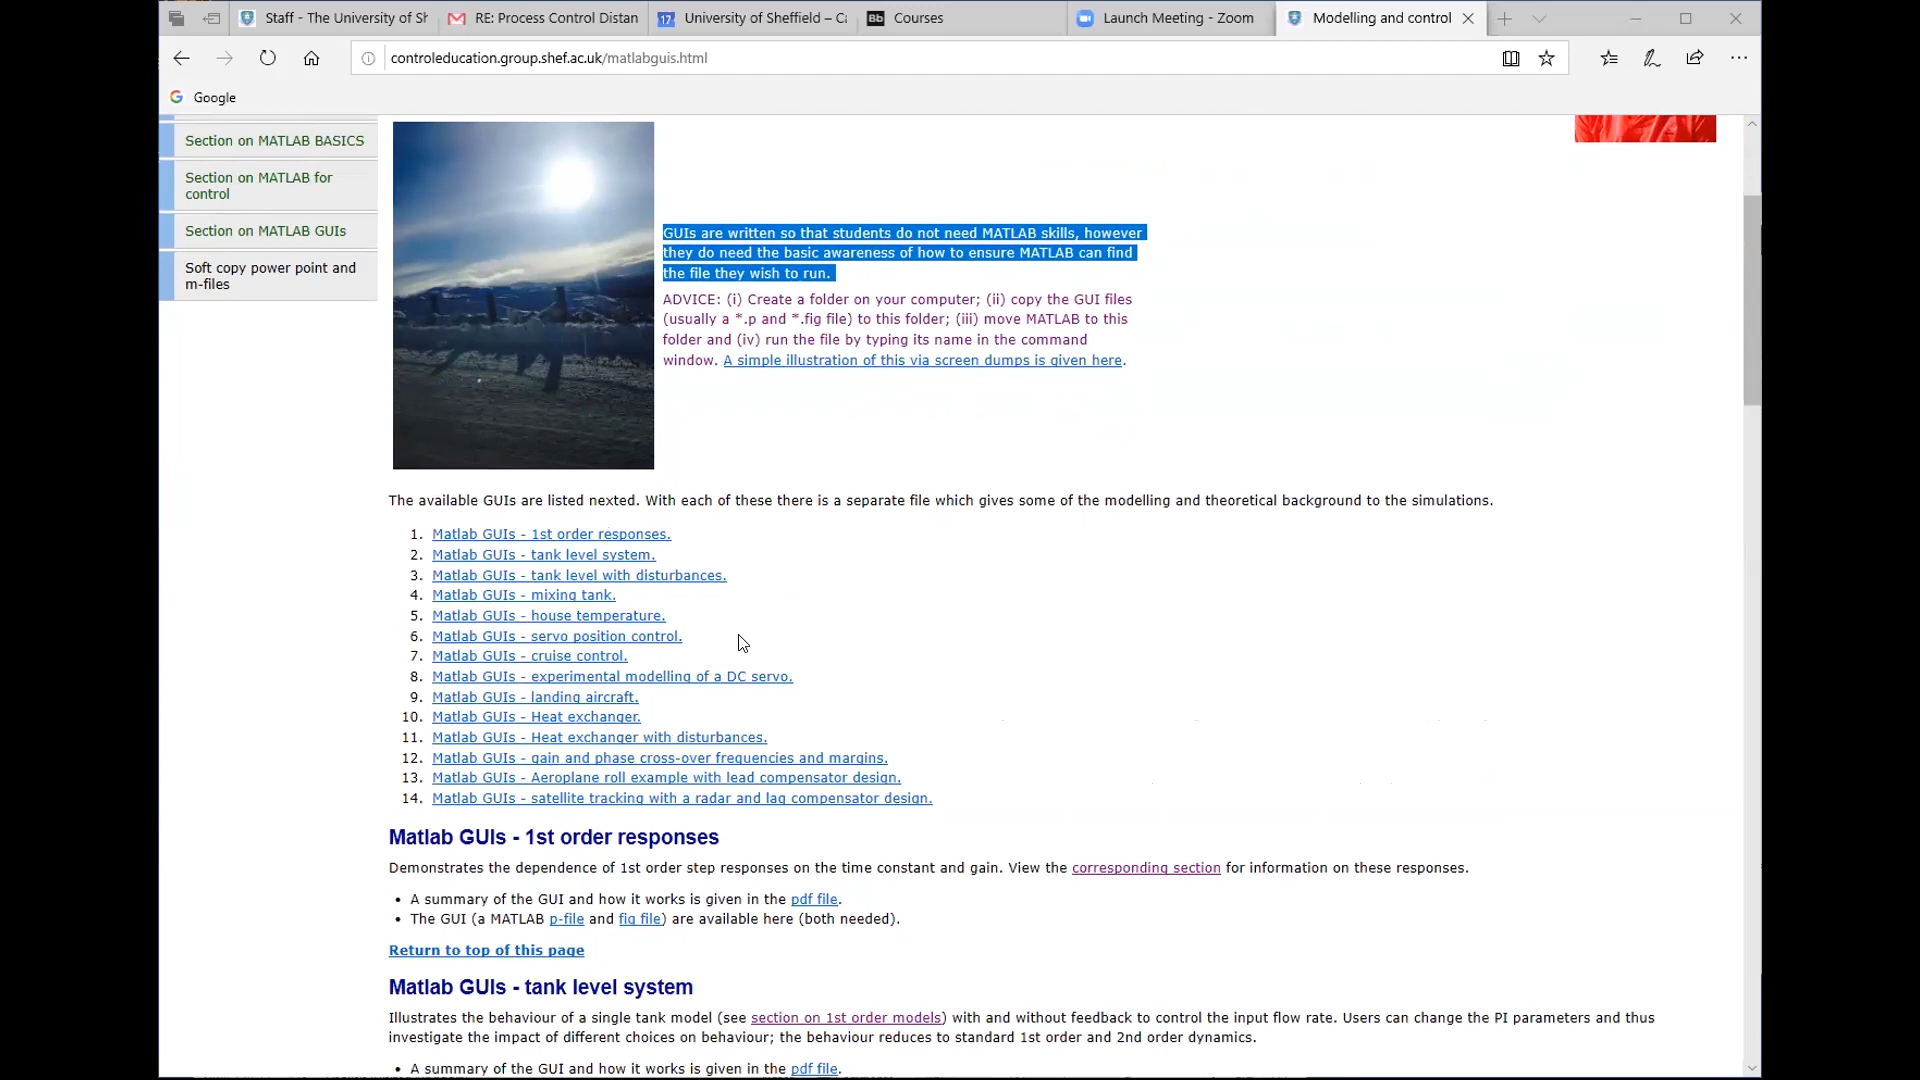 Staff - The University of Sh
RE: Process Control Distan
17 University of Sheffield – Ca
Bb Courses
Launch Meeting - Zoom
Modelling and control
controleducation.group.shef.ac.uk/matlabguis.html
Google
Section on MATLAB BASICS
Section on MATLAB for
control
Section on MATLAB GUIs
Soft copy power point and
m-files
GUIs are written so that students do not need MATLAB skills, however
they do need the basic awareness of how to ensure MATLAB can find
the file they wish to run.
ADVICE: (i) Create a folder on your computer; (ii) copy the GUI files
(usually a *.p and *.fig file) to this folder; (iii) move MATLAB to this
folder and (iv) run the file by typing its name in the command
window. A simple illustration of this via screen dumps is given here.
The available GUIs are listed nexted. With each of these there is a separate file which gives some of the modelling and theoretical background to the simulations.
1. Matlab GUIs - 1st order responses.
2. Matlab GUIs - tank level system.
3. Matlab GUIs - tank level with disturbances.
4. Matlab GUIs - mixing tank.
5. Matlab GUIs - house temperature.
6. Matlab GUIs - servo position control.
7. Matlab GUIs - cruise control.
8. Matlab GUIs - experimental modelling of a DC servo.
9. Matlab GUIs - landing aircraft.
10. Matlab GUIs - Heat exchanger.
11. Matlab GUIs - Heat exchanger with disturbances.
12. Matlab GUIs - gain and phase cross-over frequencies and margins.
13. Matlab GUIs - Aeroplane roll example with lead compensator design.
14. Matlab GUIs - satellite tracking with a radar and lag compensator design.
Matlab GUIs - 1st order responses
Demonstrates the dependence of 1st order step responses on the time constant and gain. View the corresponding section for information on these responses.
• A summary of the GUI and how it works is given in the pdf file.
• The GUI (a MATLAB p-file and fig file) are available here (both needed).
Return to top of this page
Matlab GUIs - tank level system
Illustrates the behaviour of a single tank model (see section on 1st order models) with and without feedback to control the input flow rate. Users can change the PI parameters and thus
investigate the impact of different choices on behaviour; the behaviour reduces to standard 1st order and 2nd order dynamics.
• A summary of the GUI and how it works is given in the pdf file.